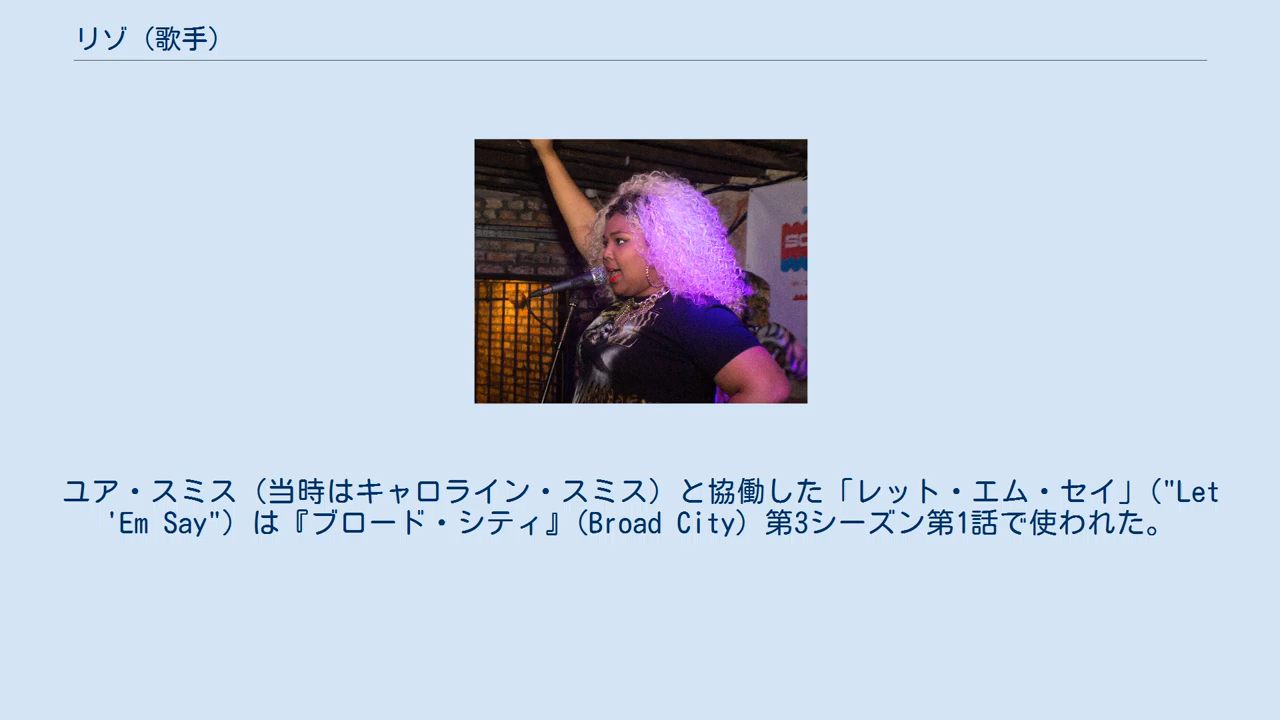 リゾ（歌手）
ユア・スミス（当時はキャロライン・スミス）と協働した「レット・エム・セイ」("Let
'Em Say"）は『ブロード・シティ』（Broad City）第3シーズン第1話で使われた。